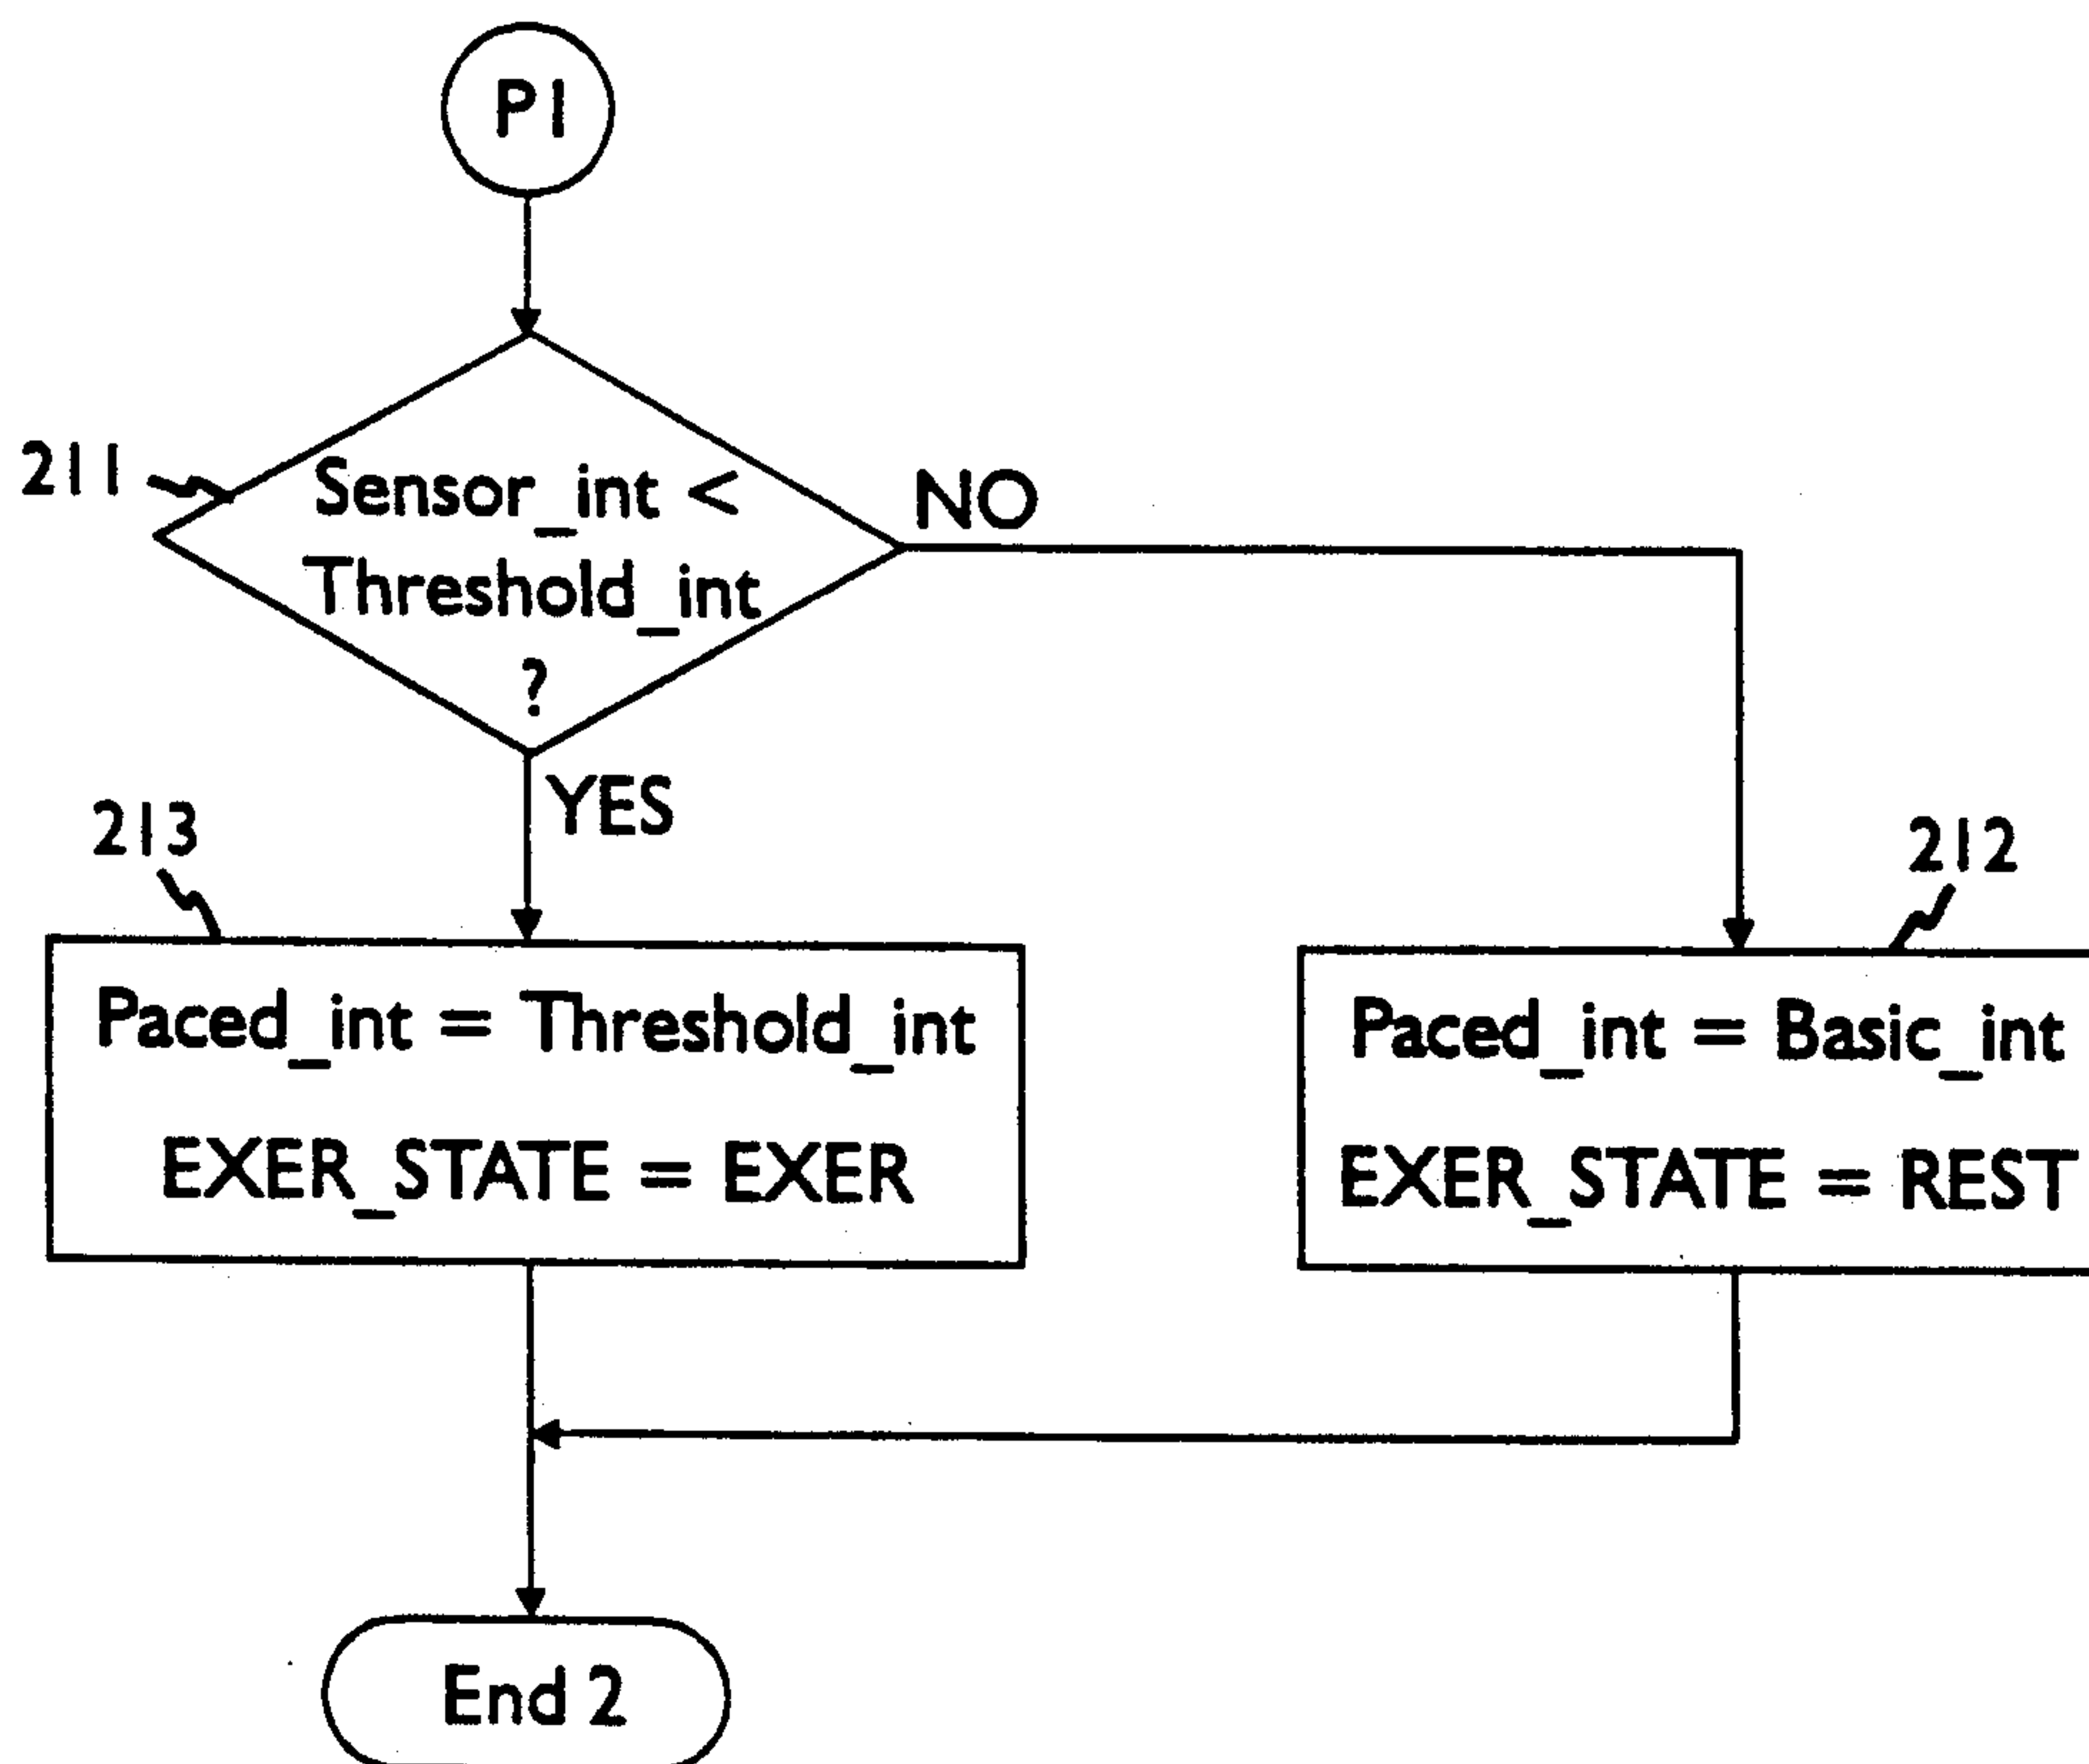 P1
211
Sensor_int <
Threshold_int
?
NO
YES
213
212
Paced_int = Threshold_int
EXER_STATE = EXER
Paced_int = Basic_int
EXER_STATE = REST
End 2